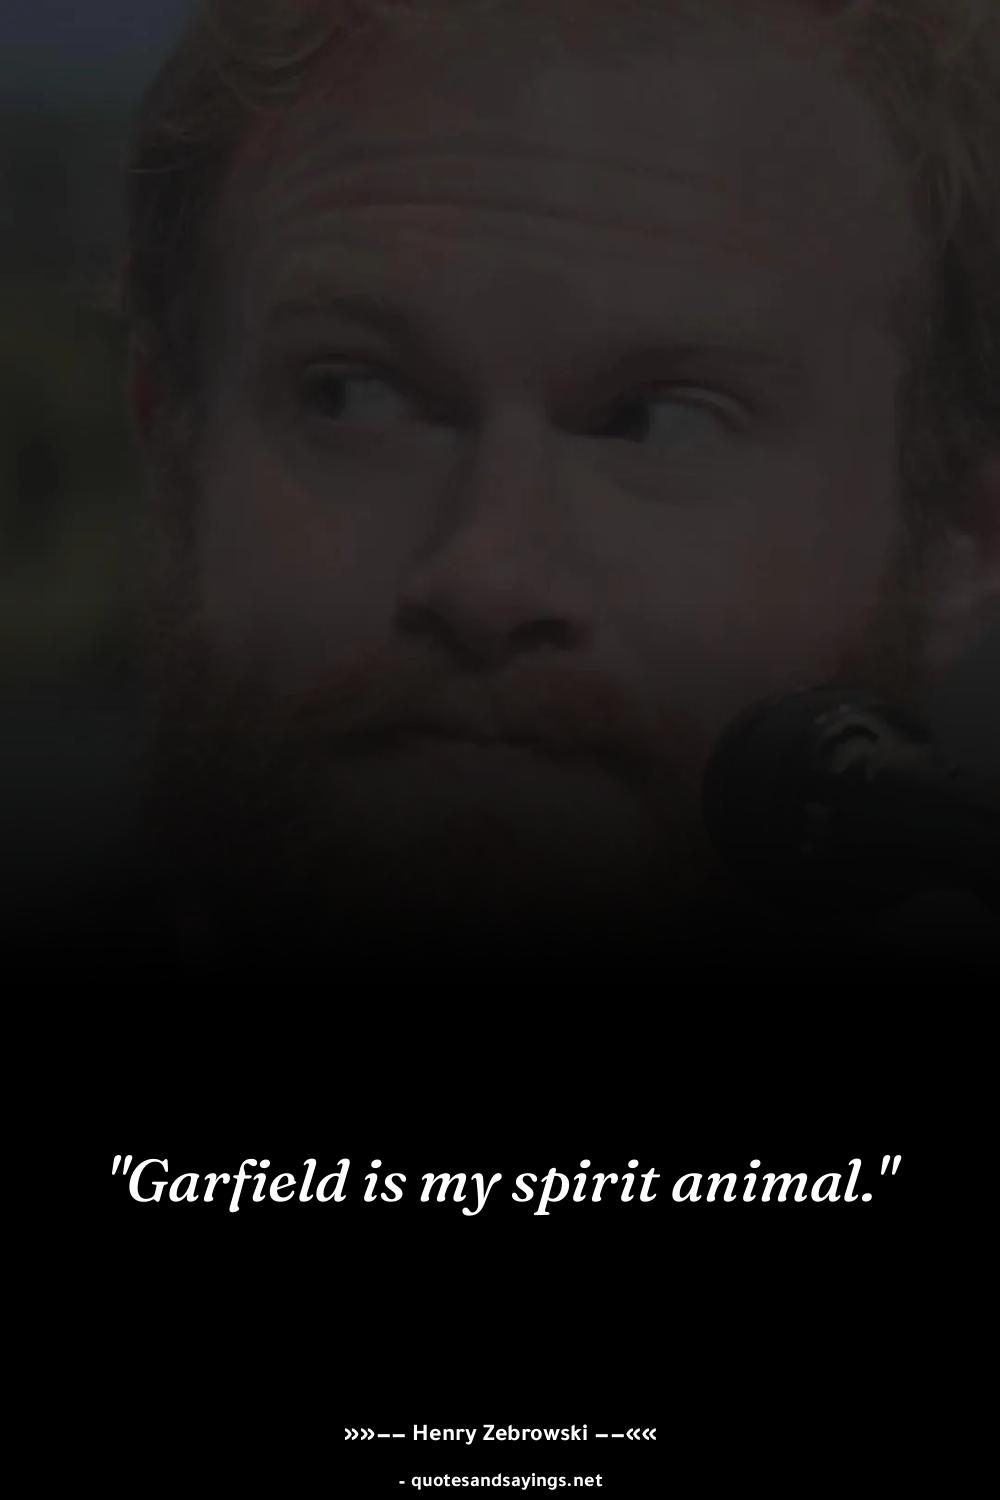 "Garfield is my spirit animal."
»»−− Henry Zebrowski −−««
- quotesandsayings.net